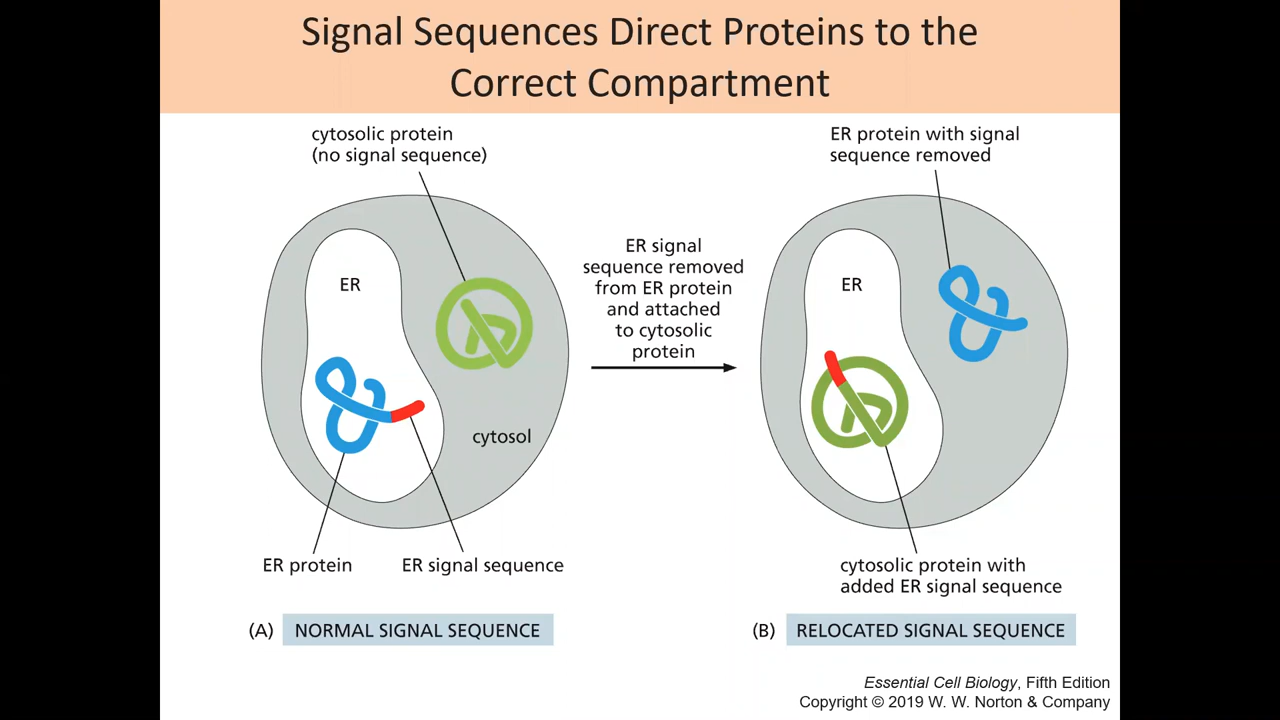 Signal Sequences Direct Proteins to the
Correct Compartment
cytosolic protein
(no signal sequence)
ER
cytosol
ER protein
ER signal sequence
(A) NORMAL SIGNAL SEQUENCE
ER signal
sequence removed
from ER protein
and attached
to cytosolic
protein
ER protein with signal
sequence removed
ER
cytosolic protein with
added ER signal sequence
(B) RELOCATED SIGNAL SEQUENCE
Essential Cell Biology, Fifth Edition
Copyright © 2019 W. W. Norton & Company